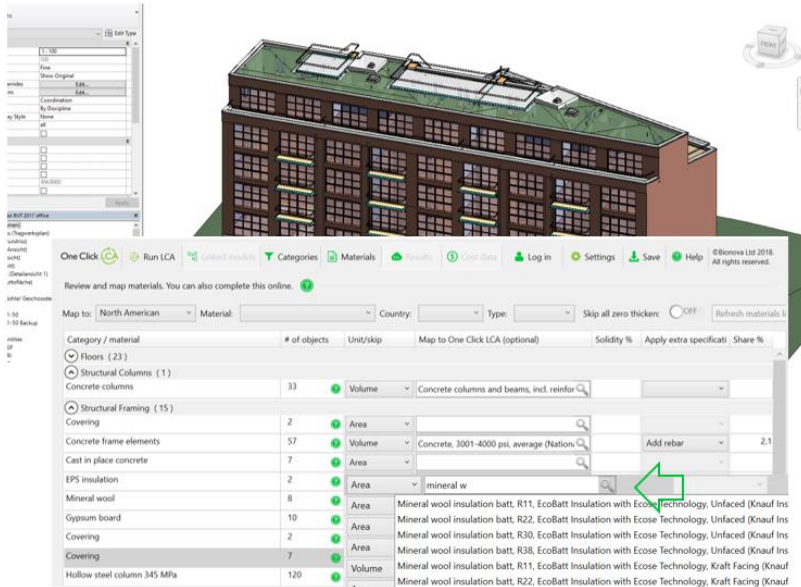 Edit Type
1 : 100
100
Fine
Show Original
Edit...
Edit...
Coordination
By Discipline
None
all
Apply
RVT 2017 office
FRONT
One Click LCA Run LCA Linked models Categories Materials Results Cost data Log in Settings Save Help ©Bionova Ltd 2018. All rights reserved.
Review and map materials. You can also complete this online.
Map to: North American Material: Country: Type: Skip all zero thicken: OFF Refresh materials li
Category / material # of objects Unit/skip Map to One Click LCA (optional) Solidity % Apply extra specificati Share %
Floors ( 23 )
Structural Columns ( 1 )
Concrete columns 33 Volume Concrete columns and beams, incl. reinfor
Structural Framing ( 15 )
Covering 2 Area
Concrete frame elements 57 Volume Concrete, 3001-4000 psi, average (Nation Add rebar 2.1
Cast in place concrete 7 Area
EPS insulation 2 Area mineral w
Mineral wool 8 Area Mineral wool insulation batt, R11, EcoBatt Insulation with Ecose Technology, Unfaced (Knauf Ins
Mineral wool insulation batt, R22, EcoBatt Insulation with Ecose Technology, Unfaced (Knauf Ins
Gypsum board 10 Area Mineral wool insulation batt, R30, EcoBatt Insulation with Ecose Technology, Unfaced (Knauf Ins
Covering 2 Area Mineral wool insulation batt, R38, EcoBatt Insulation with Ecose Technology, Unfaced (Knauf Ins
Covering 7 Volume Mineral wool insulation batt, R11, EcoBatt Insulation with Ecose Technology, Kraft Facing (Knauf
Hollow steel column 345 MPa 120 Mineral wool insulation batt, R22, EcoBatt Insulation with Ecose Technology, Kraft Facing (Knauf